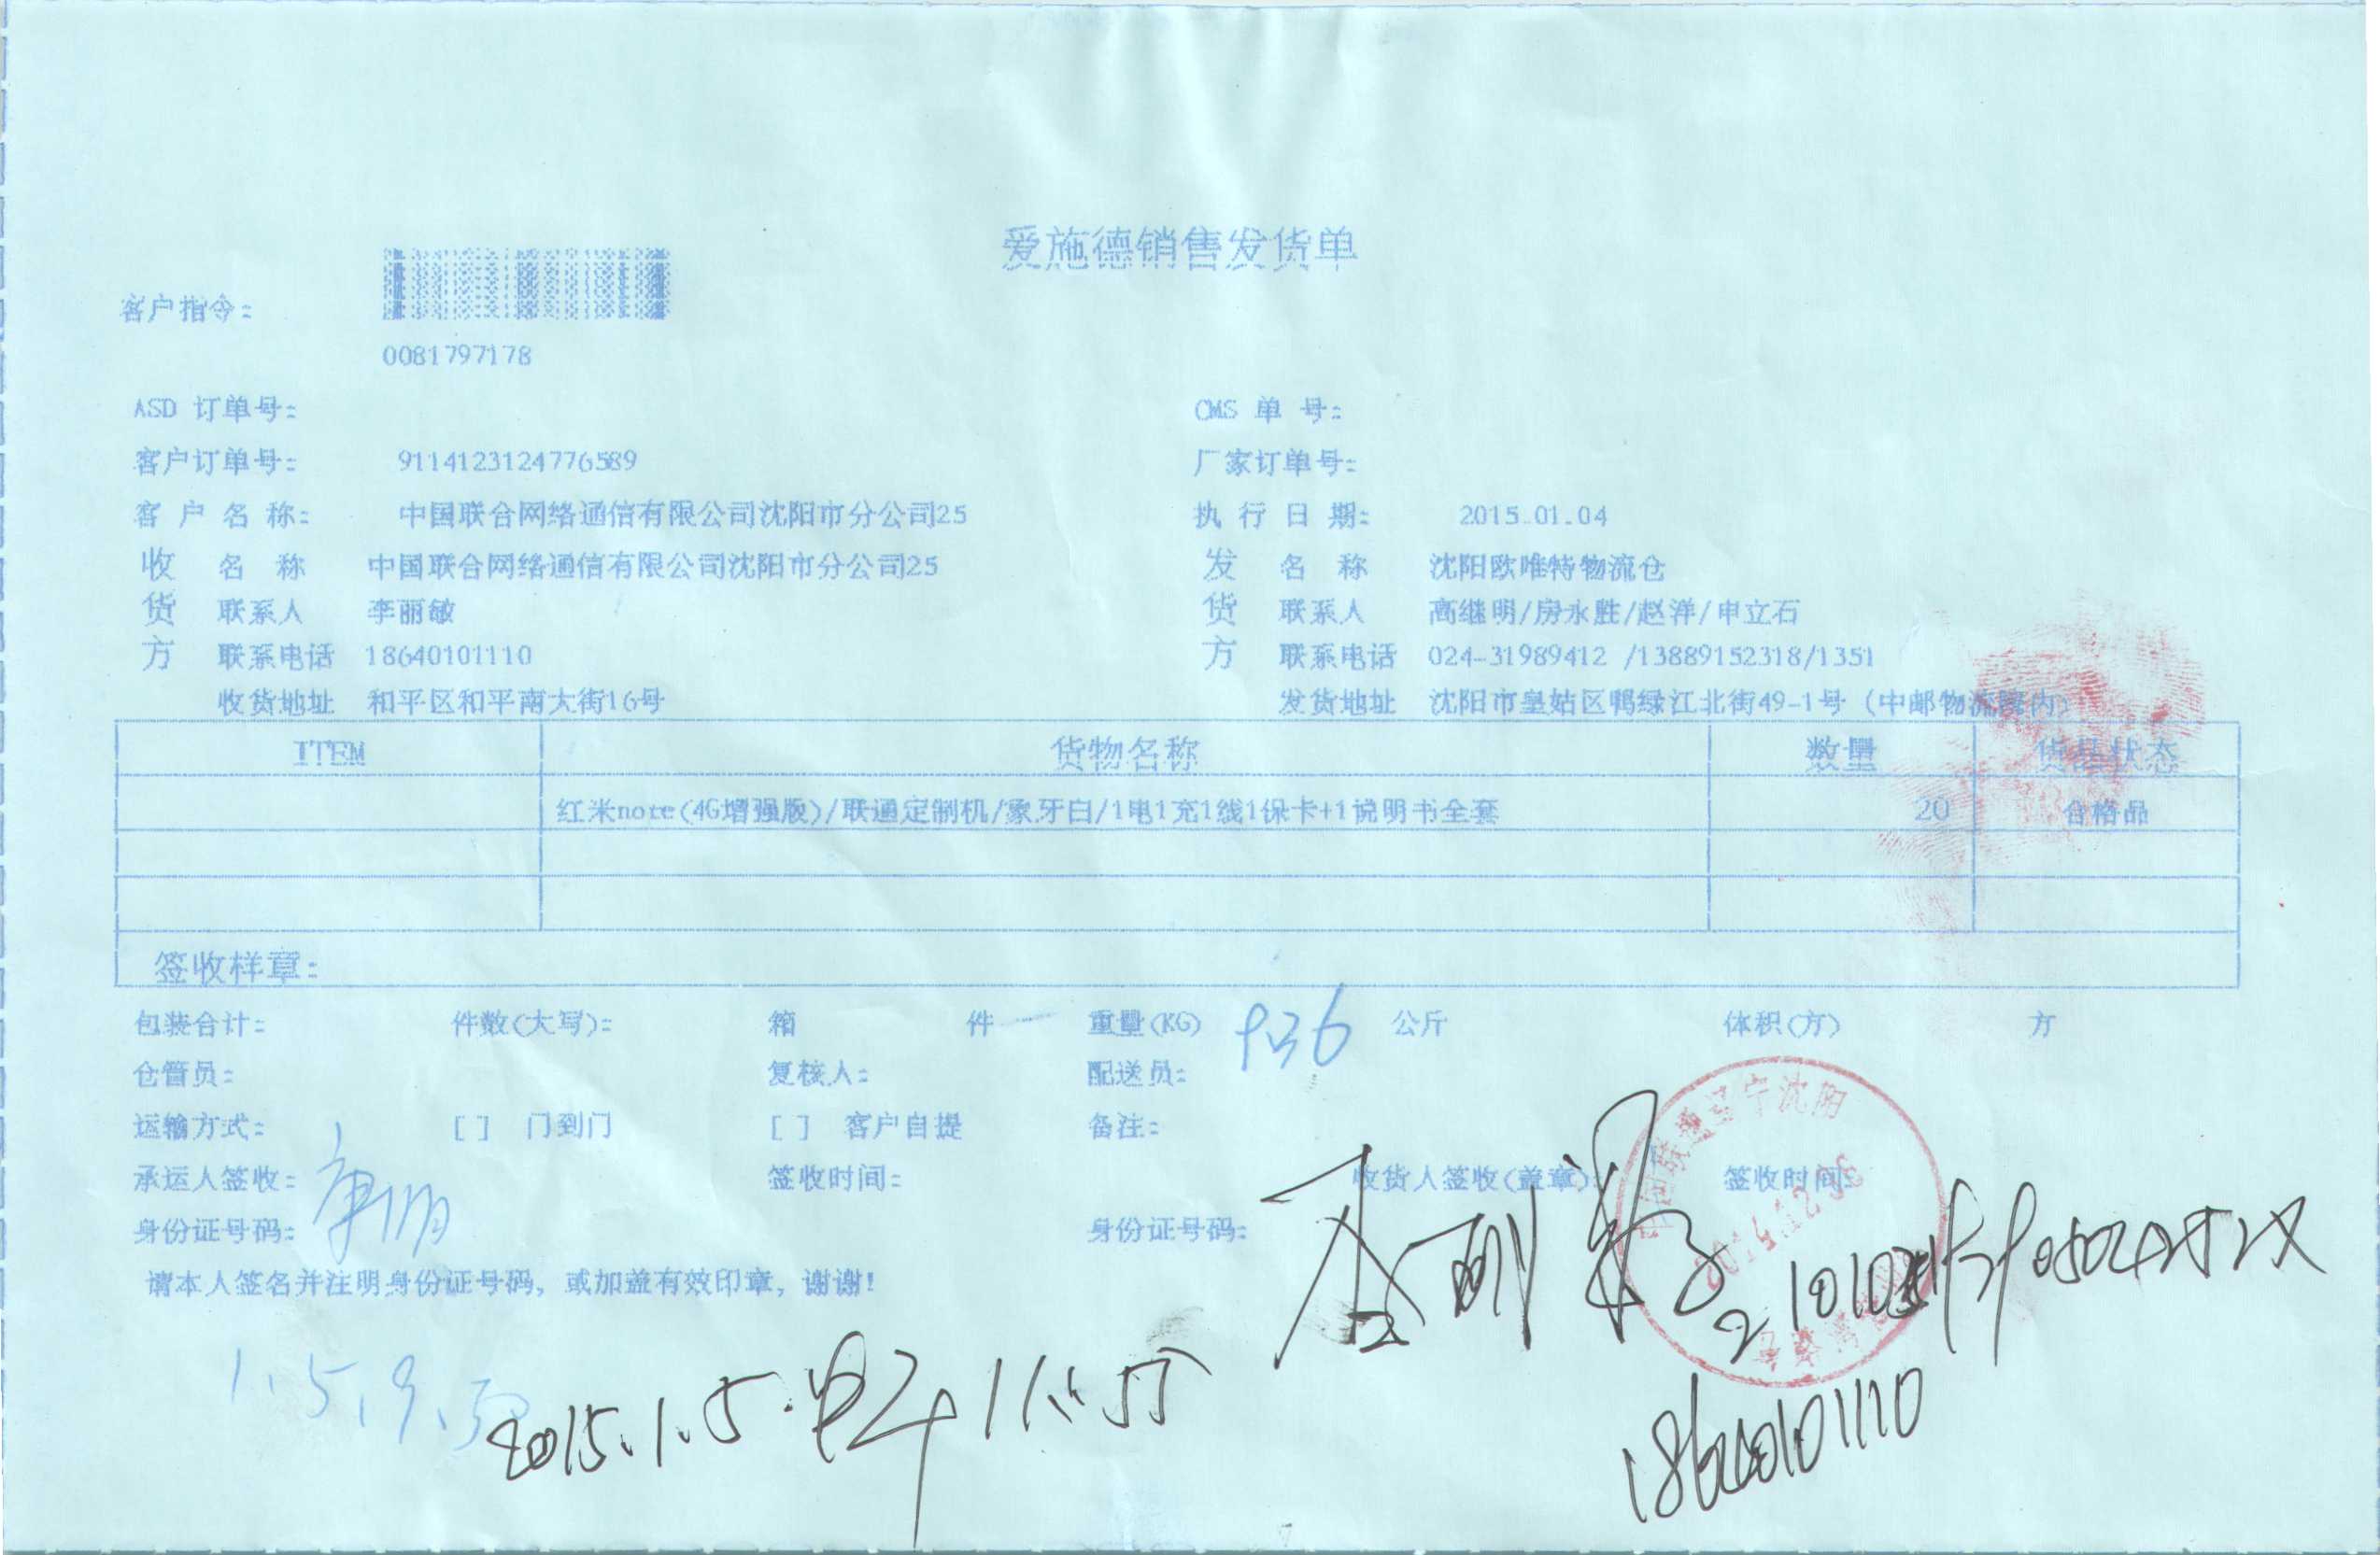 爱施德销售发货单
客户指令:
0081797178
ASD 订单号: CMS 单 号:
客户订单号: 9114123124776589 厂家订单号:
客 户 名 称: 中国联合网络通信有限公司沈阳市分公司25 执 行 日 期: 2015.01.04
收 名 称 中国联合网络通信有限公司沈阳市分公司25 发 名 称 沈阳欧唯特物流仓
货 联系人 李丽敏 货 联系人 高继明/房永胜/赵洋/申立石
方 联系电话 18640101110 方 联系电话 024-31989412 /13889152318/1351
收货地址 和平区和平南大街16号 发货地址 沈阳市皇姑区鸭绿江北街49-1号 (中邮物流院内)
ITEM 货物名称 数量 货品状态
红米note(4G增强版)/联通定制机/象牙白/1电1充1线1保卡+1说明书全套 20 合格品
签收样章:
包装合计: 件数(大写): 箱 件 重量(KG) 9.36 公斤 体积(方) 方
仓管员: 复核人: 配送员:
运输方式: [ ] 门到门 [ ] 客户自提 备注:
承运人签收: 签收时间: 收货人签收(盖章): 签收时间:
身份证号码: 身份证号码:
请本人签名并注明身份证号码, 或加盖有效印章, 谢谢!
1.5.9.50
2015.1.5. 11:55
18640101110